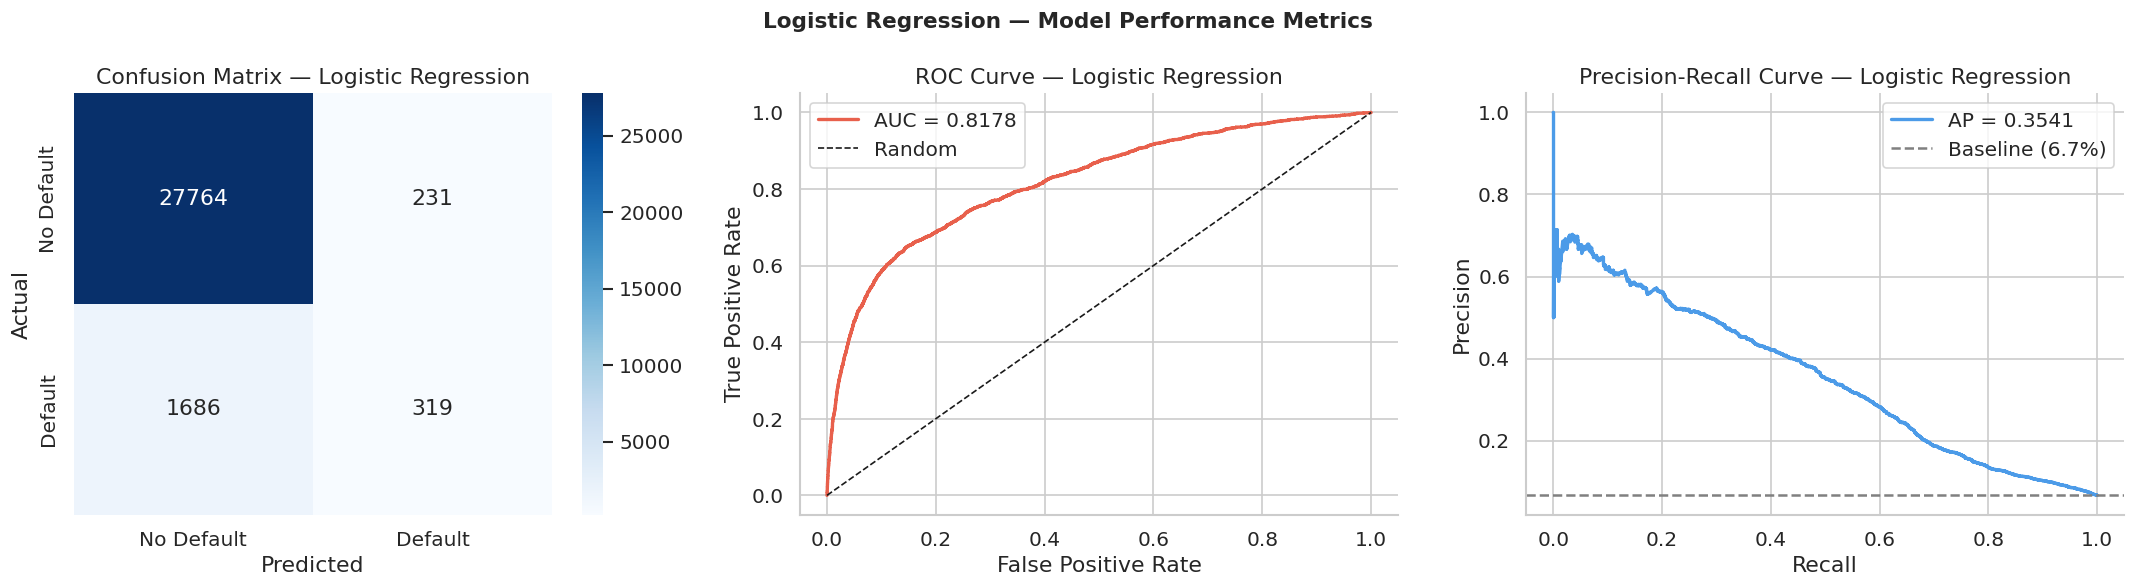 Logistic Regression — Model Performance Metrics
Confusion Matrix — Logistic Regression
Actual
No Default
Default
27764
231
1686
319
No Default
Default
Predicted
25000
20000
15000
10000
5000
ROC Curve — Logistic Regression
AUC = 0.8178
Random
True Positive Rate
1.0
0.8
0.6
0.4
0.2
0.0
0.0
0.2
0.4
0.6
0.8
1.0
False Positive Rate
Precision-Recall Curve — Logistic Regression
AP = 0.3541
Baseline (6.7%)
Precision
1.0
0.8
0.6
0.4
0.2
0.0
0.2
0.4
0.6
0.8
1.0
Recall